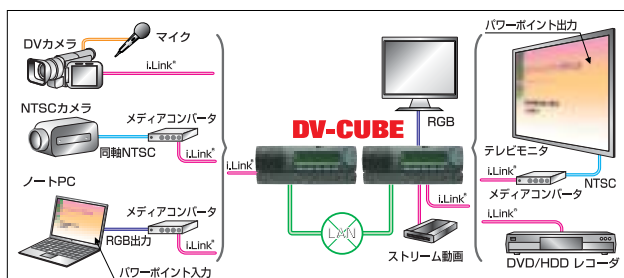 DVカメラ
マイク
i.Link*
NTSCカメラ
メディアコンバータ
同軸NTSC
i.Link*
ノートPC
メディアコンバータ
RGB出力
i.Link*
パワーポイント入力
i.Link*
DV-CUBE
LAN
RGB
i.Link*
ストリーム動画
パワーポイント出力
テレビモニタ
i.Link*
NTSC
メディアコンバータ
i.Link*
DVD/HDD レコーダ